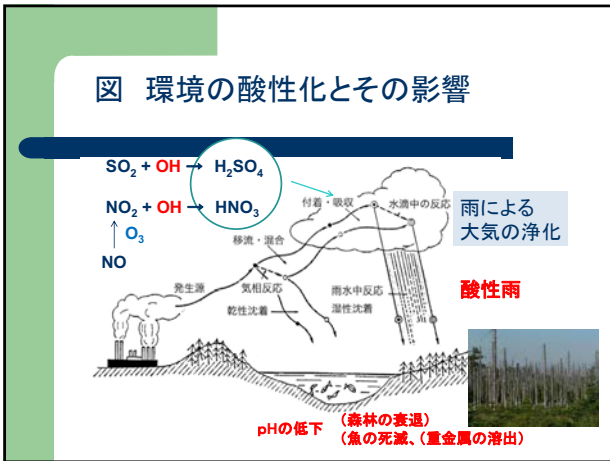 図 環境の酸性化とその影響
SO₂ + OH → H₂SO₄
NO₂ + OH → HNO₃
↑ O₃
NO
付着・吸収
水滴中の反応
移流・混合
雨による
大気の浄化
発生源
気相反応
雨水中反応
乾性沈着
湿性沈着
酸性雨
pHの低下
(森林の衰退)
(魚の死滅、(重金属の溶出)